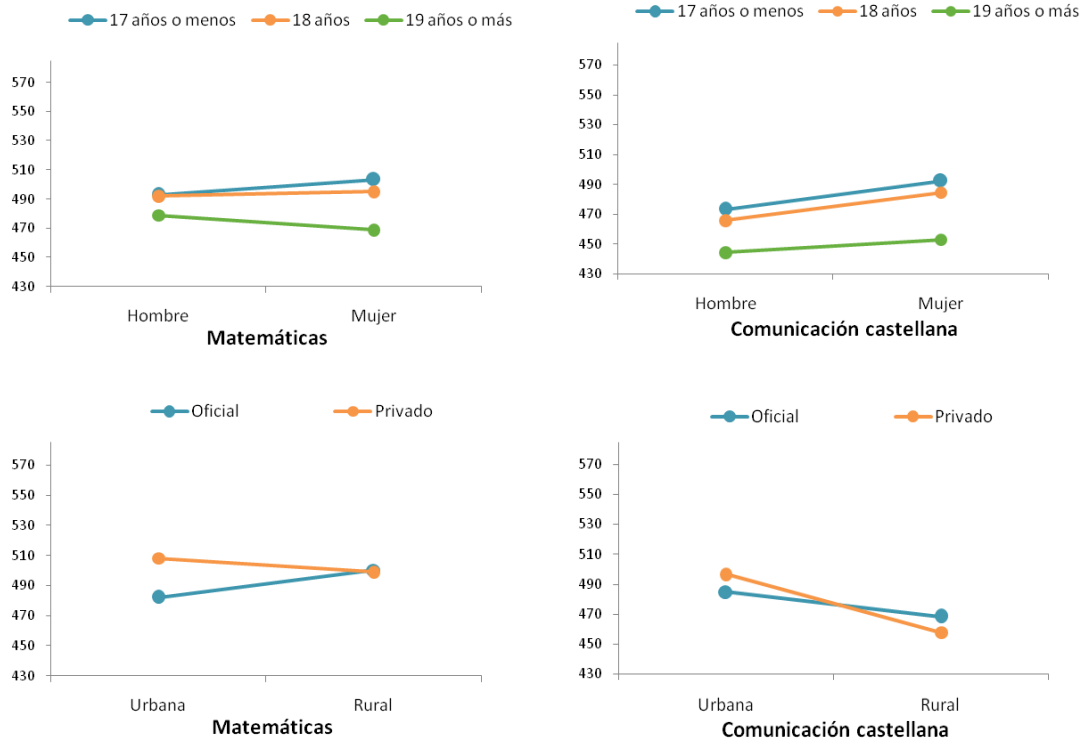 17 años o menos 18 años 19 años o más
570
550
530
510
490
470
450
430
Hombre Mujer
Matemáticas
17 años o menos 18 años 19 años o más
570
550
530
510
490
470
450
430
Hombre Mujer
Comunicación castellana
Oficial Privado
570
550
530
510
490
470
450
430
Urbana Rural
Matemáticas
Oficial Privado
570
550
530
510
490
470
450
430
Urbana Rural
Comunicación castellana